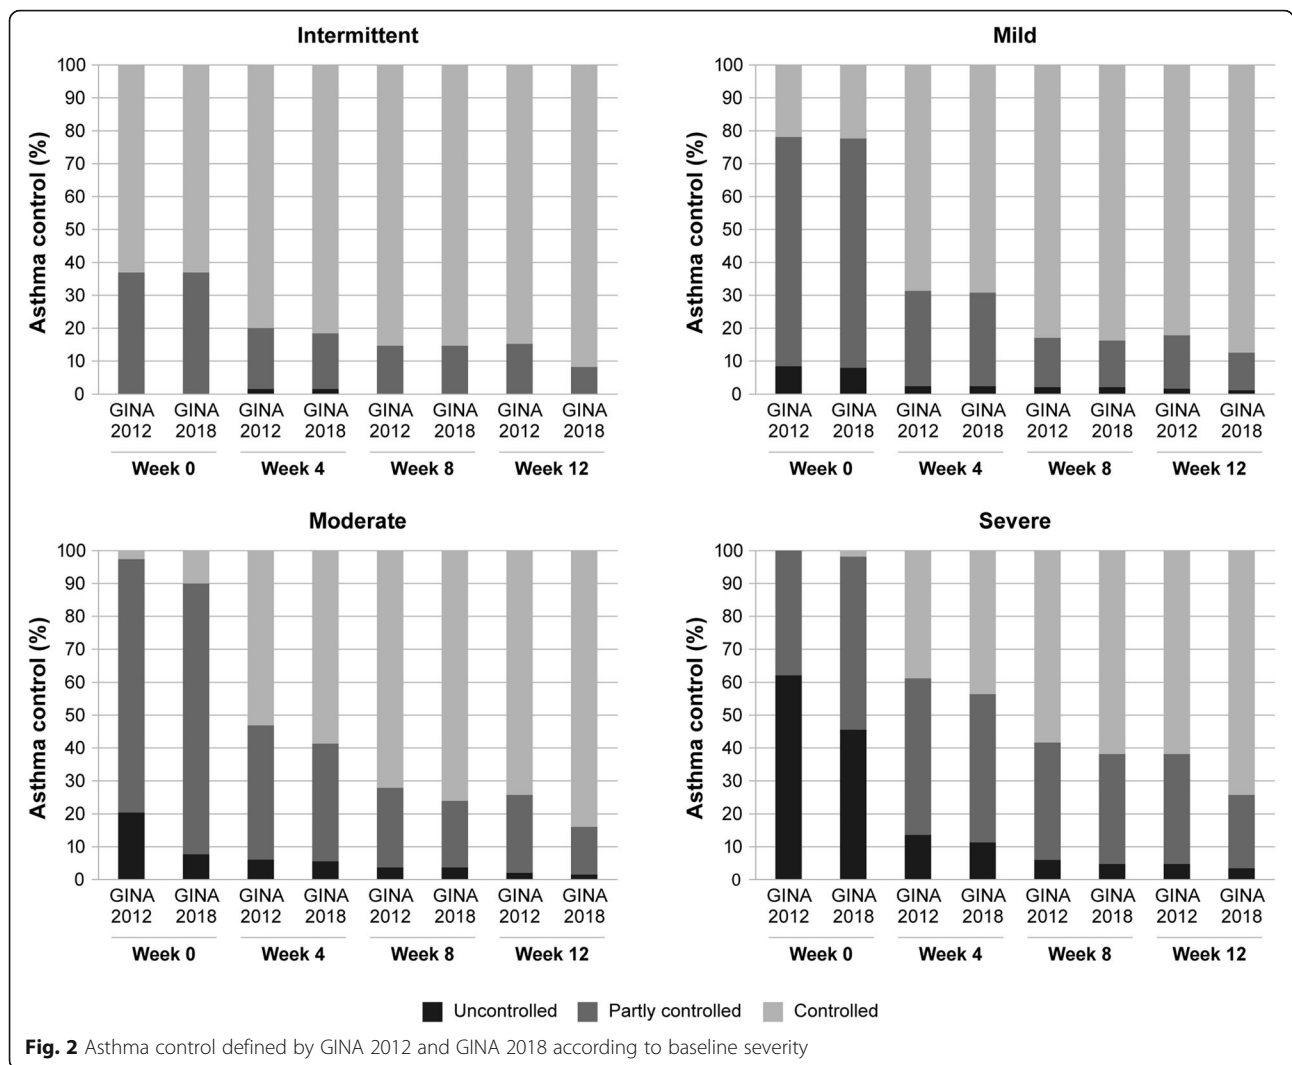 Intermittent
Asthma control (%)
100
90
80
70
60
50
40
30
20
10
0
GINA 2012 GINA 2018 GINA 2012 GINA 2018 GINA 2012 GINA 2018 GINA 2012 GINA 2018
Week 0 Week 4 Week 8 Week 12
Mild
Asthma control (%)
100
90
80
70
60
50
40
30
20
10
0
GINA 2012 GINA 2018 GINA 2012 GINA 2018 GINA 2012 GINA 2018 GINA 2012 GINA 2018
Week 0 Week 4 Week 8 Week 12
Moderate
Asthma control (%)
100
90
80
70
60
50
40
30
20
10
0
GINA 2012 GINA 2018 GINA 2012 GINA 2018 GINA 2012 GINA 2018 GINA 2012 GINA 2018
Week 0 Week 4 Week 8 Week 12
Severe
Asthma control (%)
100
90
80
70
60
50
40
30
20
10
0
GINA 2012 GINA 2018 GINA 2012 GINA 2018 GINA 2012 GINA 2018 GINA 2012 GINA 2018
Week 0 Week 4 Week 8 Week 12
Uncontrolled Partly controlled Controlled
Fig. 2 Asthma control defined by GINA 2012 and GINA 2018 according to baseline severity